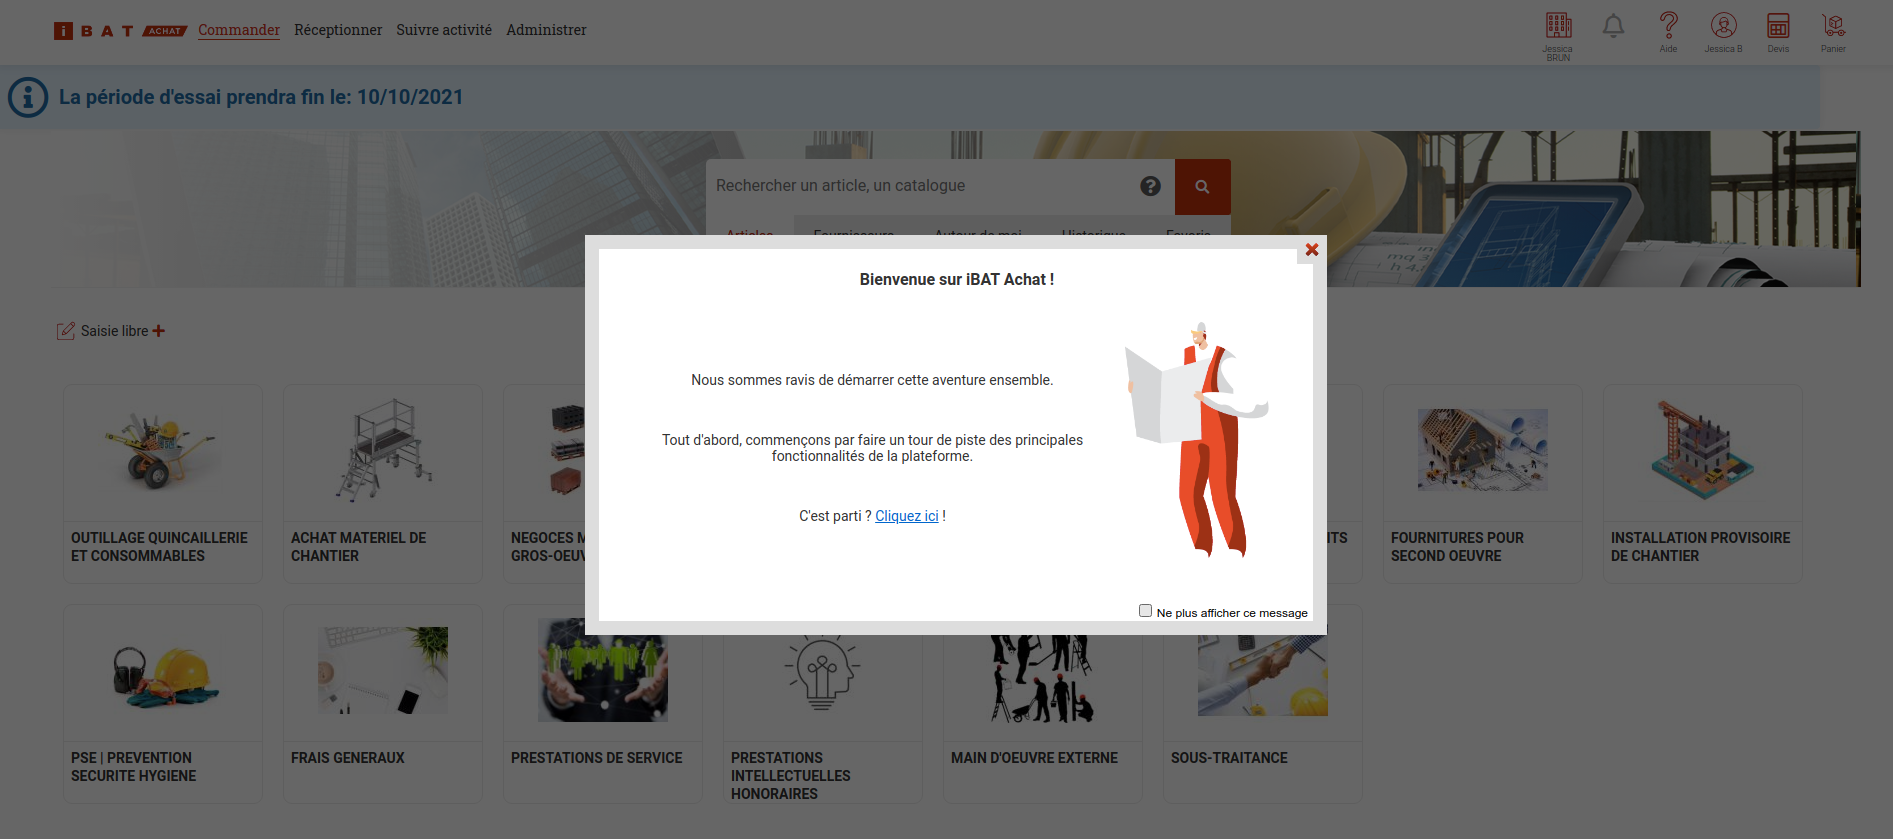 i BAT ACHAT Commander Réceptionner Suivre activité Administrer
Jessica BRUN
Aide
Jessica B
Devis
Panier
La période d'essai prendra fin le: 10/10/2021
Rechercher un article, un catalogue
Articles Fournisseurs Autour de moi Historique Favoris
mq 3
h 4.
Bienvenue sur iBAT Achat !
Nous sommes ravis de démarrer cette aventure ensemble.
Tout d'abord, commençons par faire un tour de piste des principales
fonctionnalités de la plateforme.
C'est parti ? Cliquez ici !
Ne plus afficher ce message
Saisie libre
OUTILLAGE QUINCAILLERIE
ET CONSOMMABLES
ACHAT MATERIEL DE
CHANTIER
NEGOCES
GROS-OEUV
ITS
FOURNITURES POUR
SECOND OEUVRE
INSTALLATION PROVISOIRE
DE CHANTIER
PSE | PREVENTION
SECURITE HYGIENE
FRAIS GENERAUX
PRESTATIONS DE SERVICE
PRESTATIONS
INTELLECTUELLES
HONORAIRES
MAIN D'OEUVRE EXTERNE
SOUS-TRAITANCE